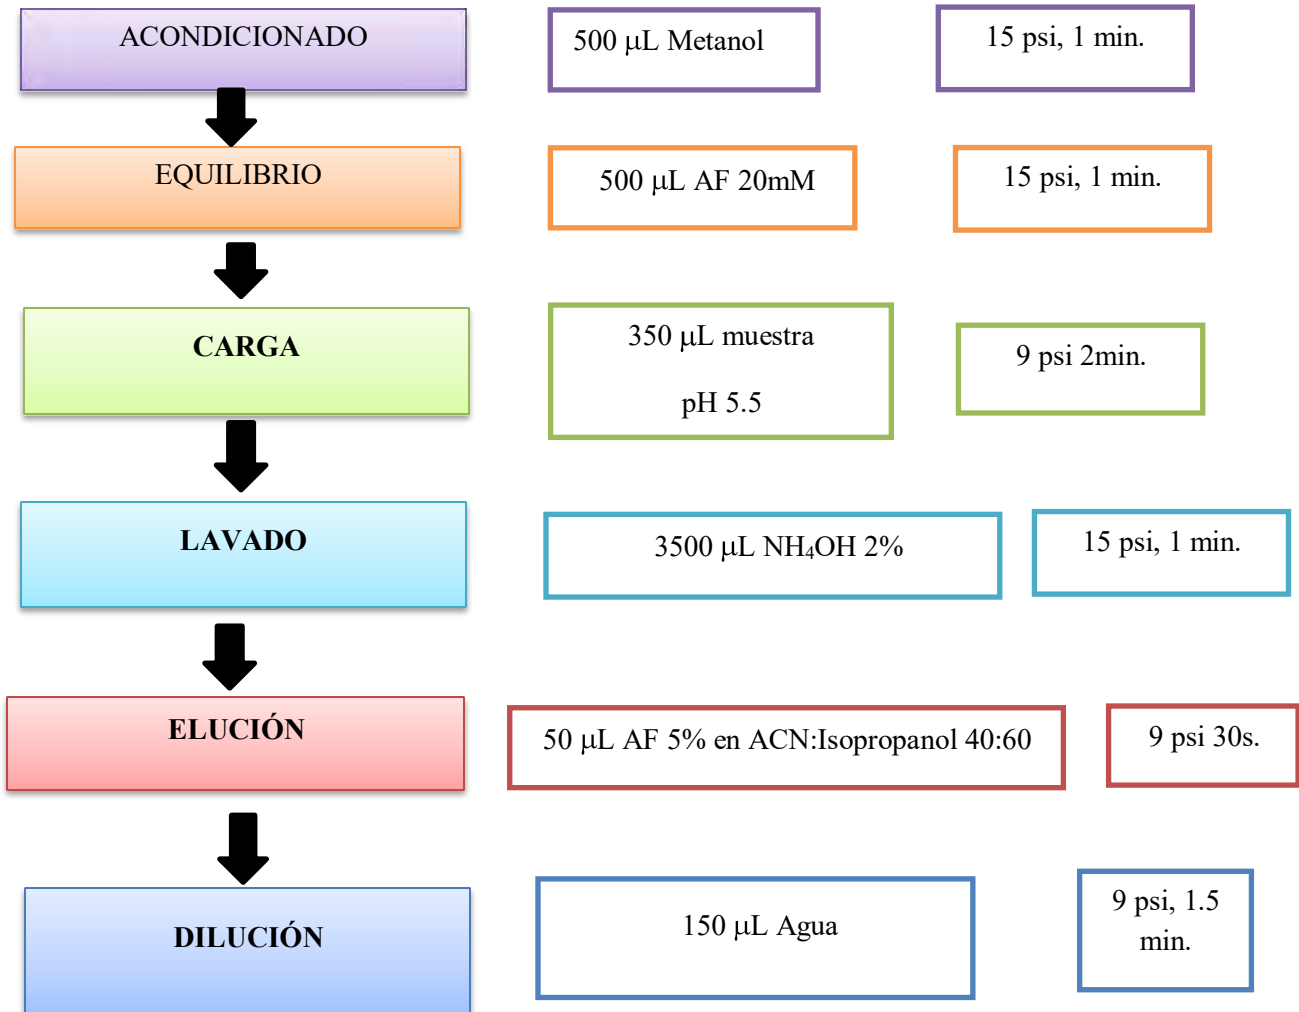 ACONDICIONADO
500 μL Metanol
15 psi, 1 min.
EQUILIBRIO
500 μL AF 20mM
15 psi, 1 min.
CARGA
350 μL muestra
pH 5.5
9 psi 2min.
LAVADO
3500 μL NH₄OH 2%
15 psi, 1 min.
ELUCIÓN
50 μL AF 5% en ACN:Isopropanol 40:60
9 psi 30s.
DILUCIÓN
150 μL Agua
9 psi, 1.5
min.